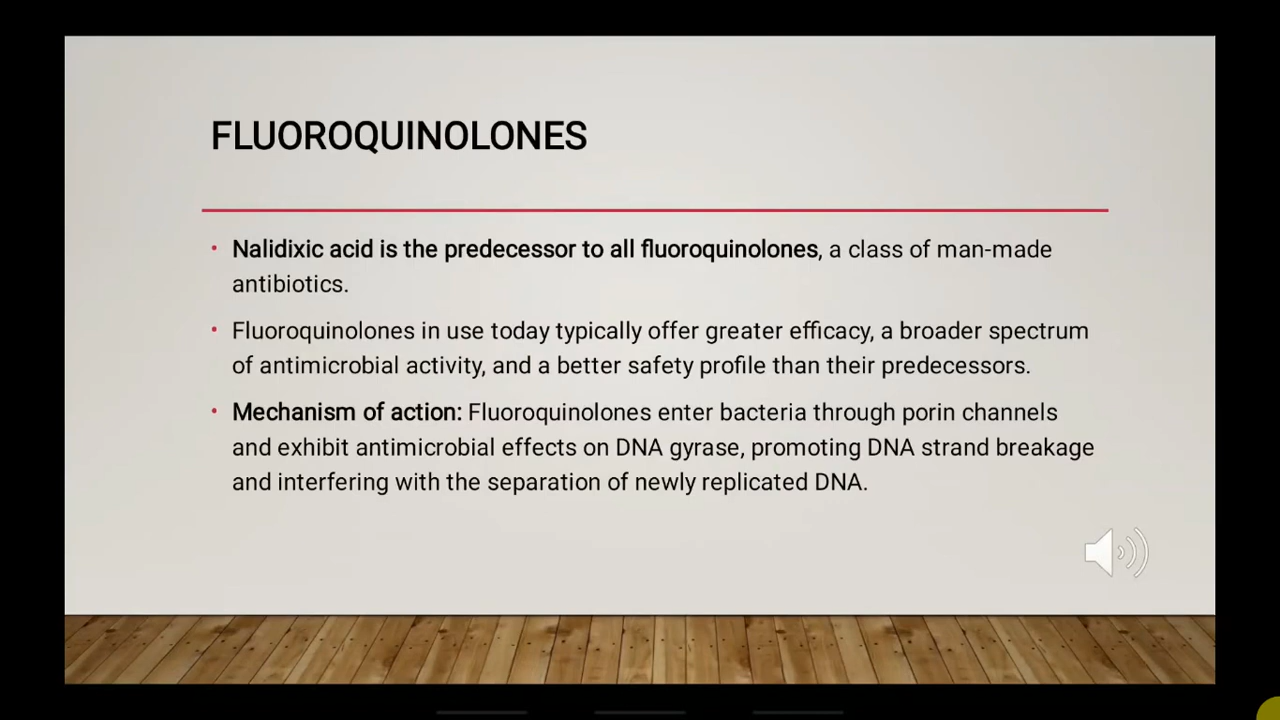 FLUOROQUINOLONES
• Nalidixic acid is the predecessor to all fluoroquinolones, a class of man-made
antibiotics.
• Fluoroquinolones in use today typically offer greater efficacy, a broader spectrum
of antimicrobial activity, and a better safety profile than their predecessors.
• Mechanism of action: Fluoroquinolones enter bacteria through porin channels
and exhibit antimicrobial effects on DNA gyrase, promoting DNA strand breakage
and interfering with the separation of newly replicated DNA.